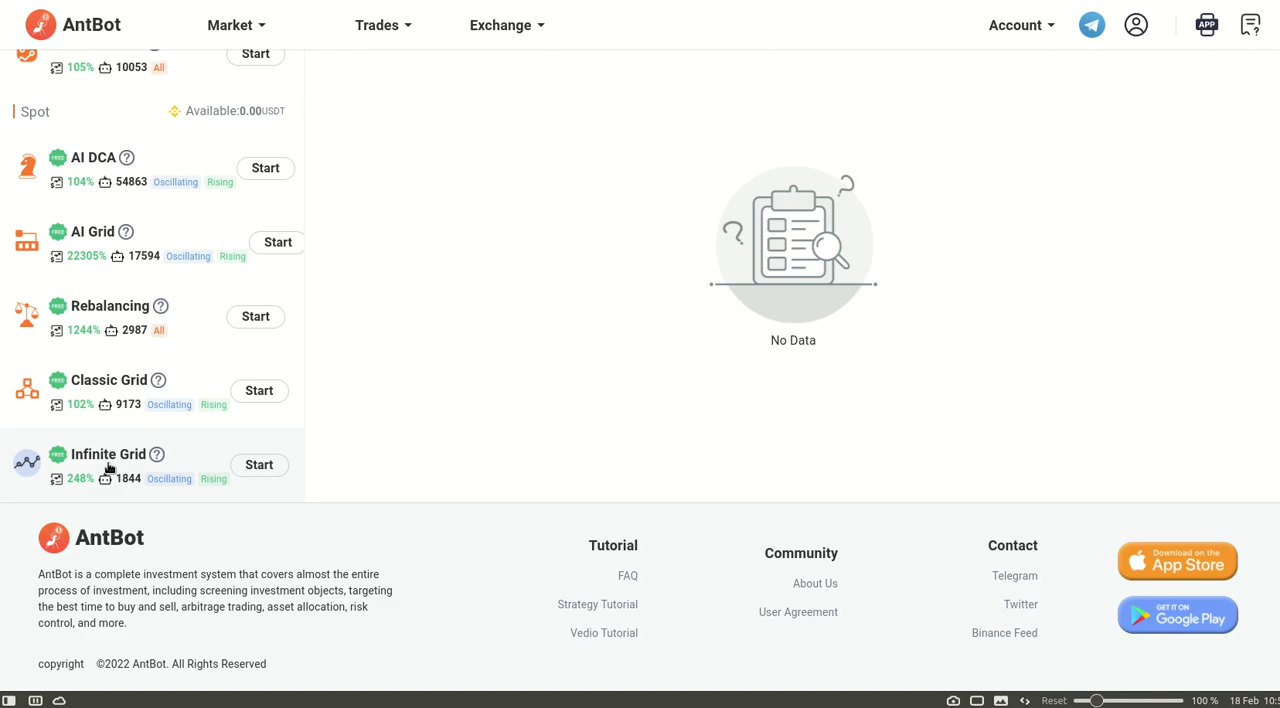 AntBot
Market
Trades
Exchange
Account
APP
Start
105% 10053 All
Spot
Available:0.00USDT
FREE AI DCA ?
104% 54863 Oscillating Rising
Start
FREE AI Grid ?
22305% 17594 Oscillating Rising
Start
FREE Rebalancing ?
1244% 2987 All
Start
FREE Classic Grid ?
102% 9173 Oscillating Rising
Start
FREE Infinite Grid ?
248% 1844 Oscillating Rising
Start
No Data
AntBot
AntBot is a complete investment system that covers almost the entire
process of investment, including screening investment objects, targeting
the best time to buy and sell, arbitrage trading, asset allocation, risk
control, and more.
copyright ©2022 AntBot. All Rights Reserved
Tutorial
FAQ
Strategy Tutorial
Vedio Tutorial
Community
About Us
User Agreement
Contact
Telegram
Twitter
Binance Feed
Download on the
App Store
GET IT ON
Google Play
Reset 100 % 18 Feb